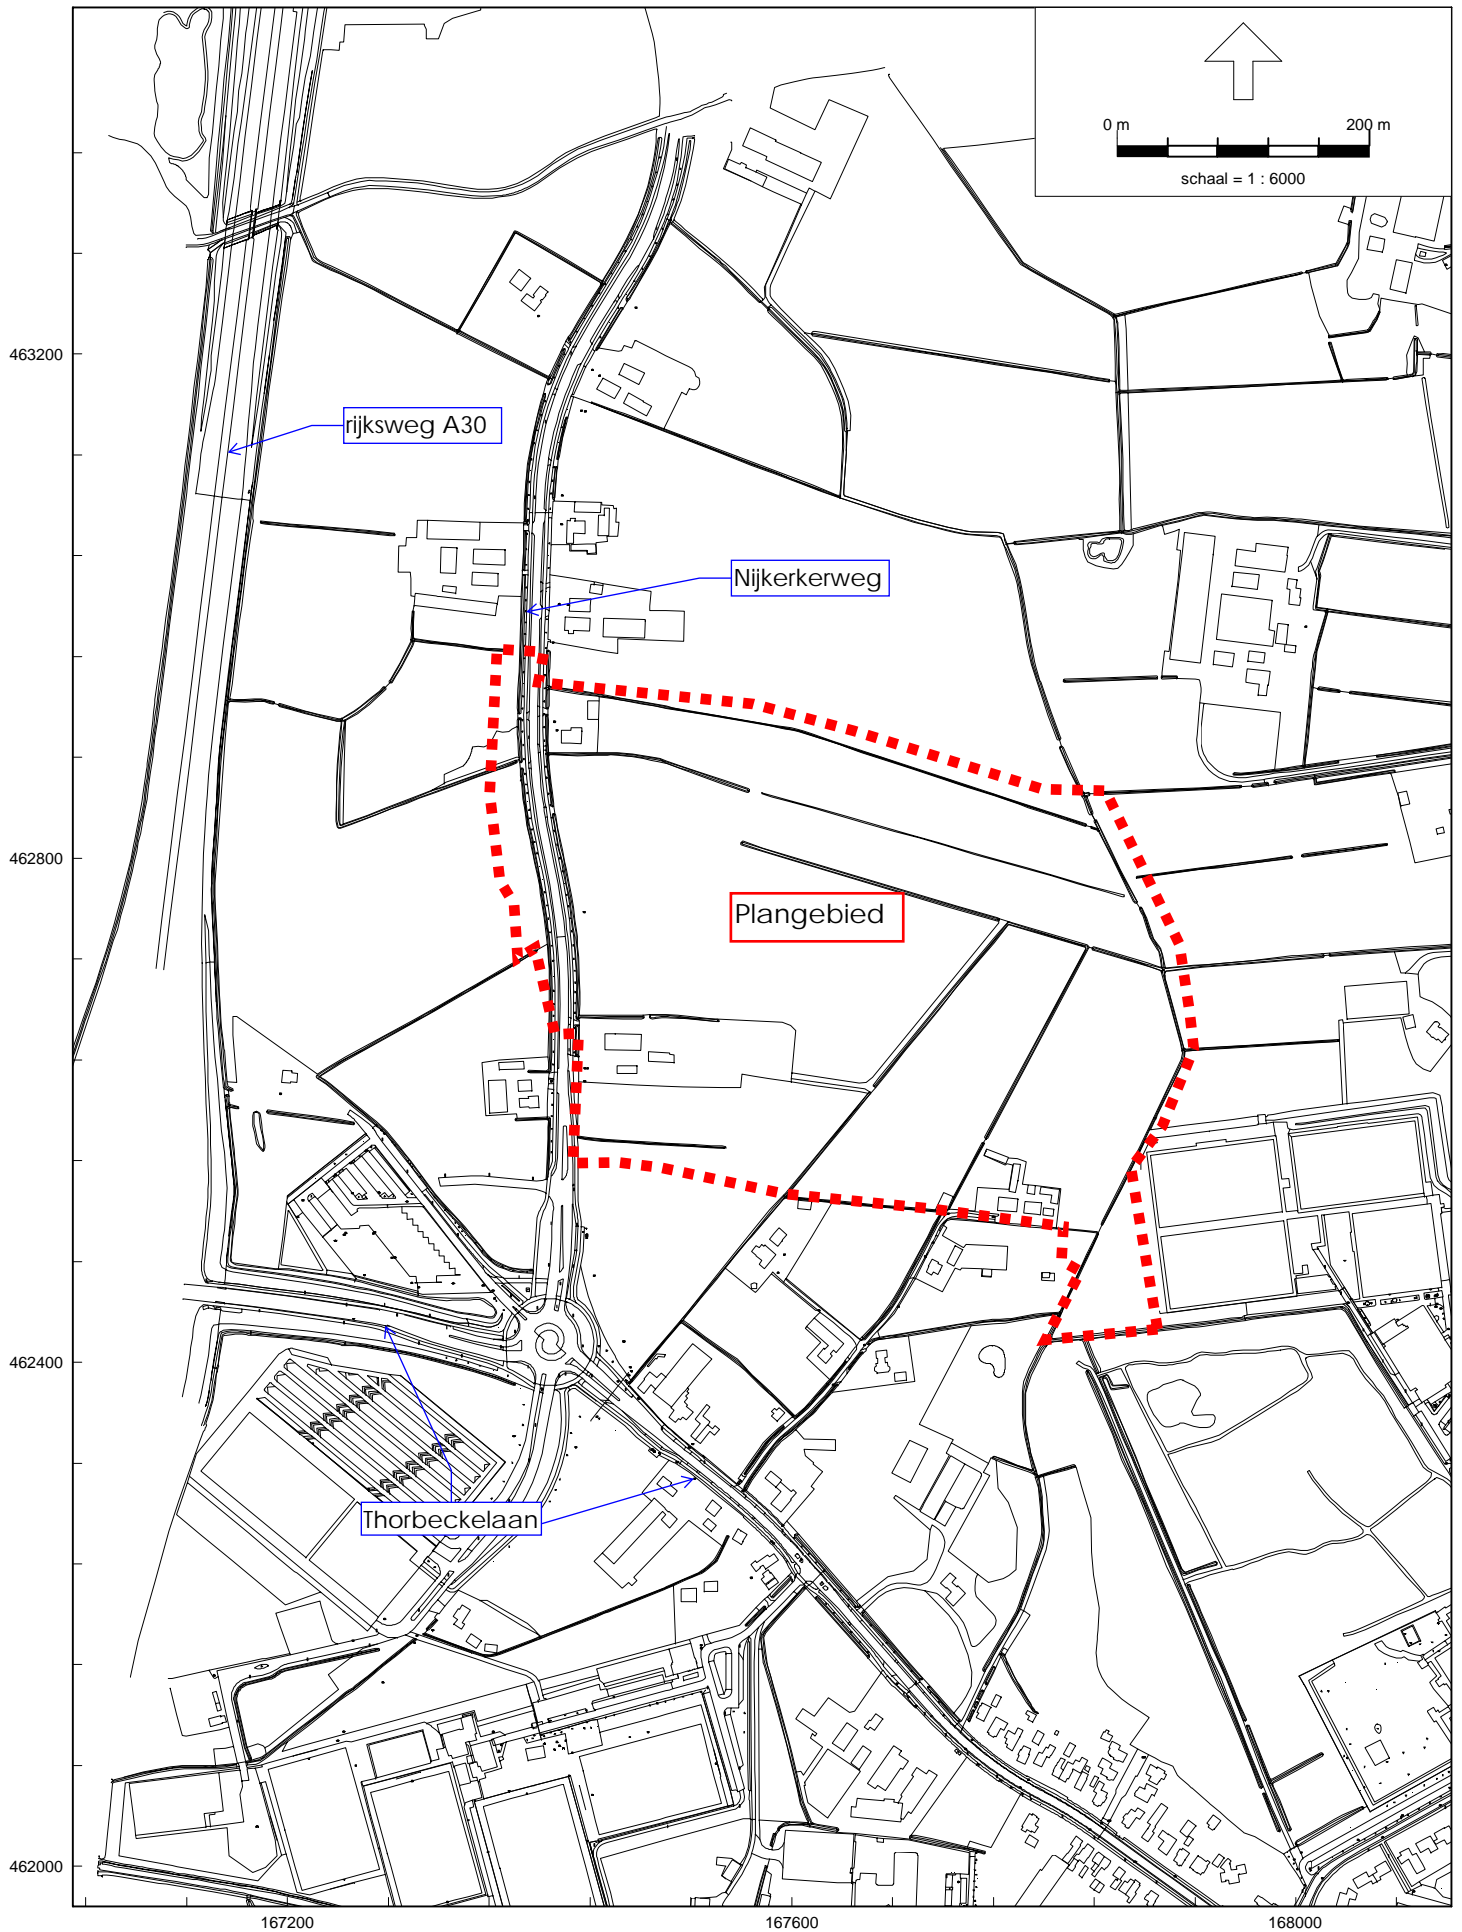 0 m 200 m
schaal = 1 : 6000
463200
rijksweg A30
Nijkerkerweg
462800
Plangebied
462400
Thorbeckelaan
462000
167200 167600 168000